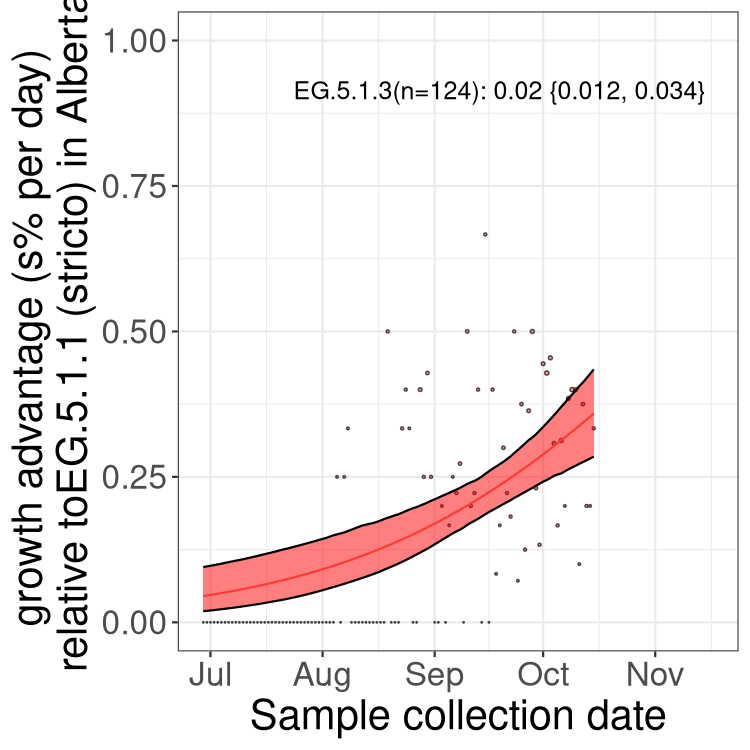 growth advantage (s% per day)
relative toEG.5.1.1 (stricto) in Alberta
1.00
0.75
0.50
0.25
0.00
EG.5.1.3(n=124): 0.02 {0.012, 0.034}
Jul Aug Sep Oct Nov
Sample collection date